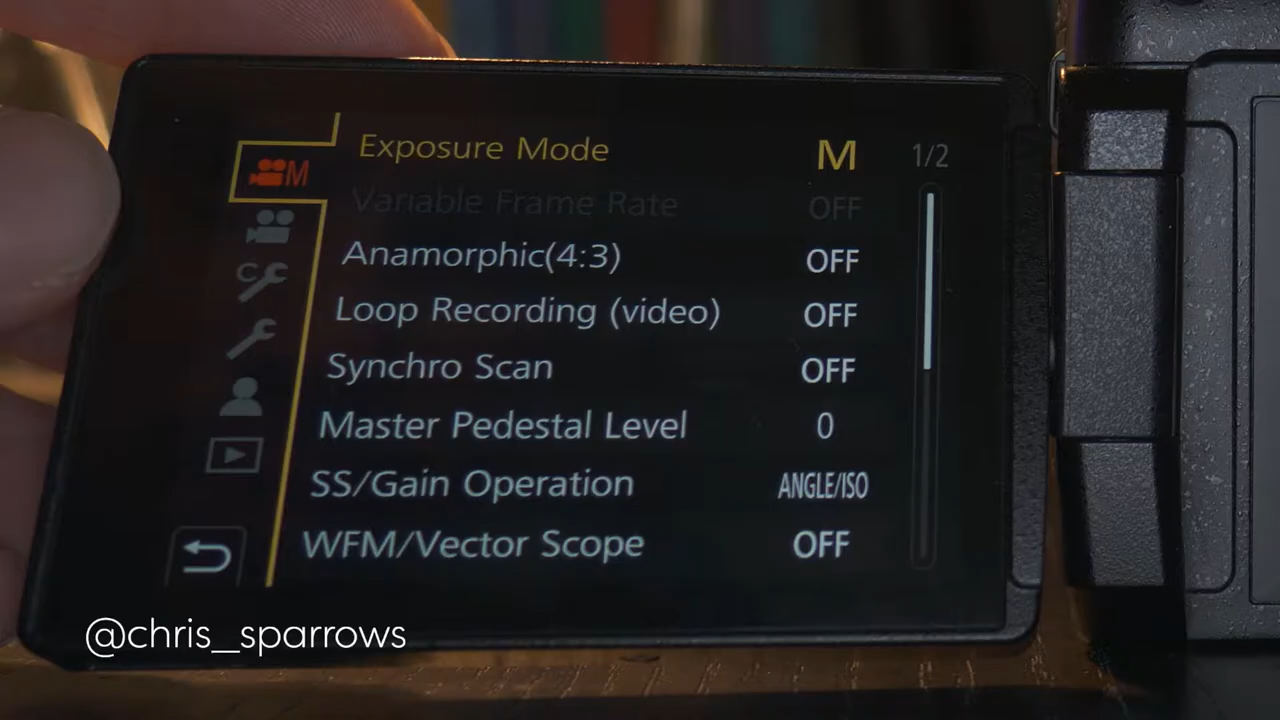 Exposure Mode M 1/2
M
Variable Frame Rate OFF
Anamorphic(4:3) OFF
C
Loop Recording (video) OFF
Synchro Scan OFF
Master Pedestal Level 0
SS/Gain Operation ANGLE/ISO
WFM/Vector Scope OFF
@chris_sparrows